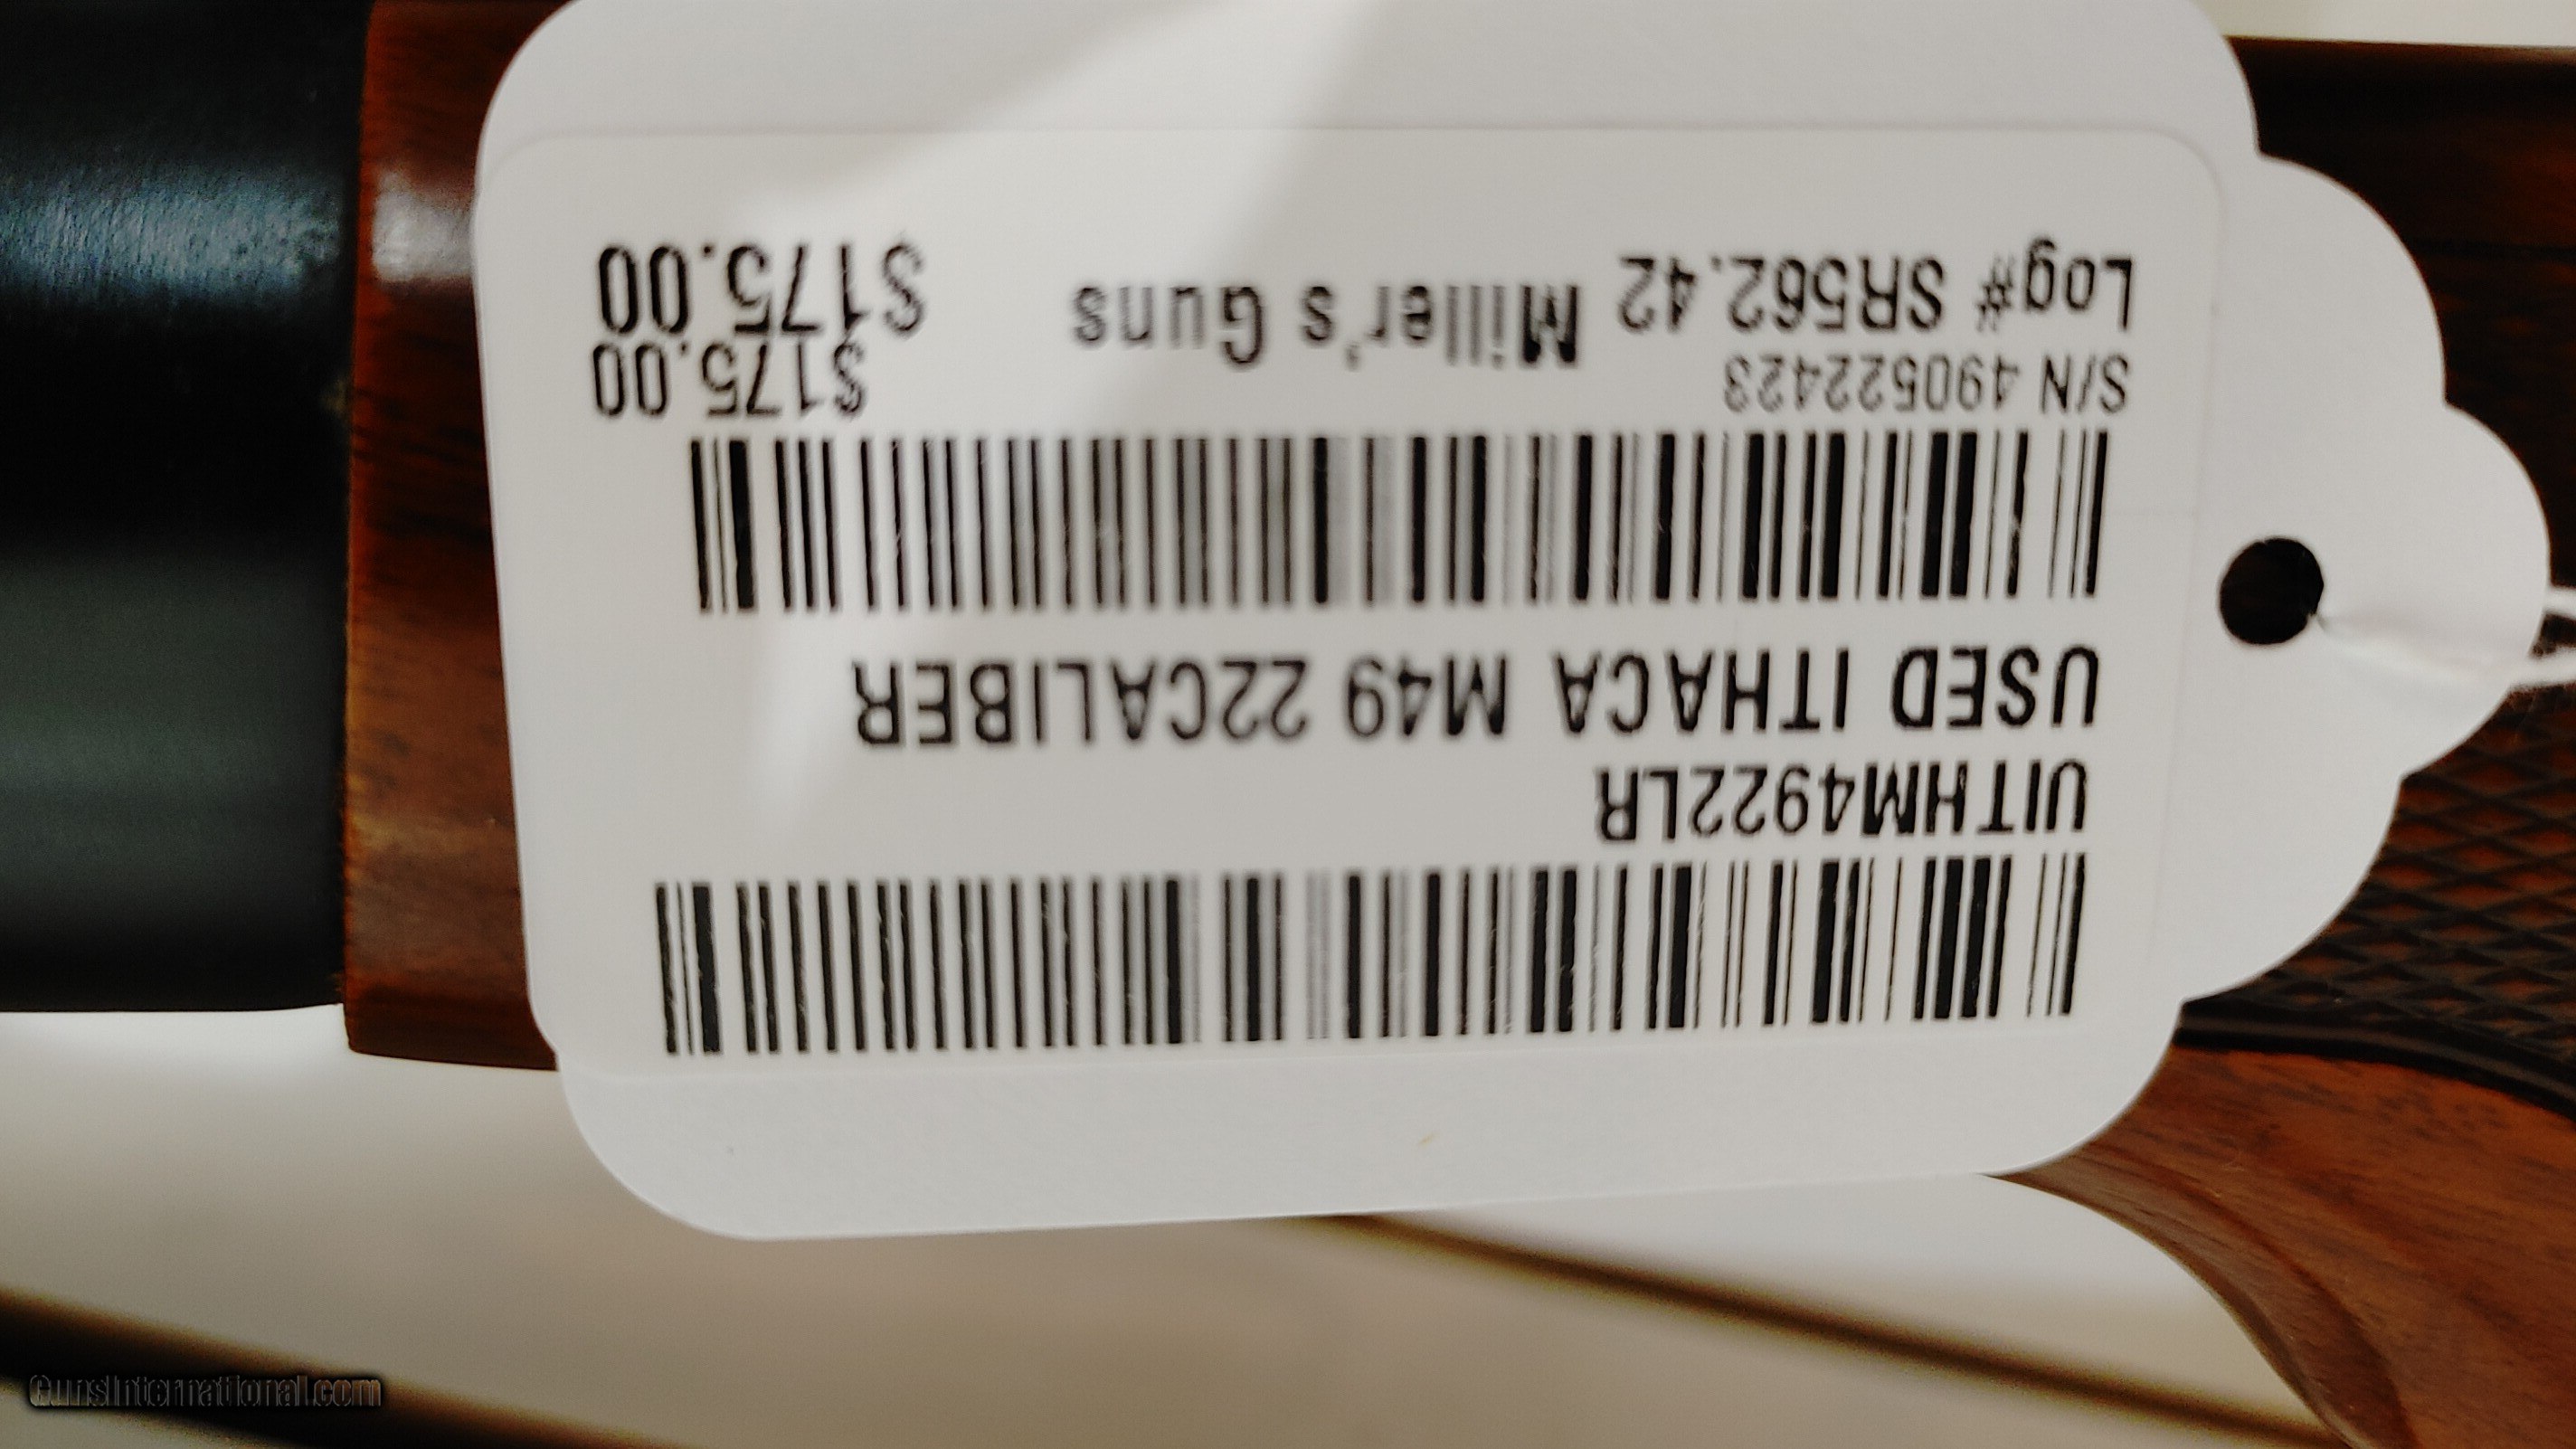 UITHM4922LR
USED ITHACA M49 22CALIBER
S/N 490522423 $175.00
Log# SR562.42 Miller's Guns $175.00
GunsInternational.com